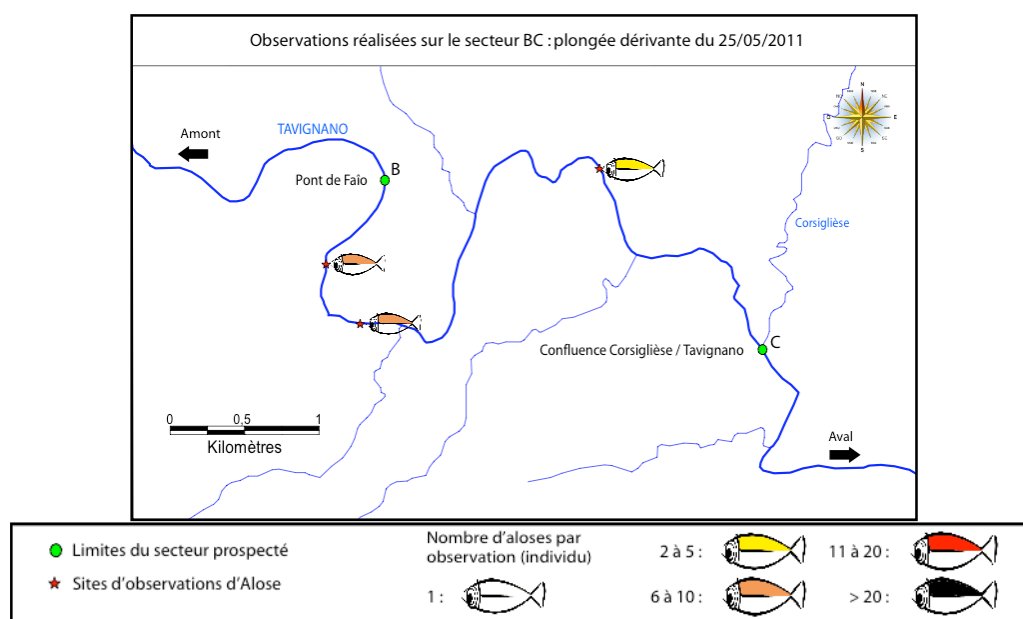 Observations réalisées sur le secteur BC : plongée dérivante du 25/05/2011
Amont
TAVIGNANO
B
Pont de Faîo
N
E
S
Corsiglièse
C
Confluence Corsiglièse / Tavignano
0 0,5 1
Kilomètres
Aval
Limites du secteur prospecté
Sites d'observations d'Alose
Nombre d'aloses par
observation (individu)
1 :
2 à 5 :
6 à 10 :
11 à 20 :
> 20 :